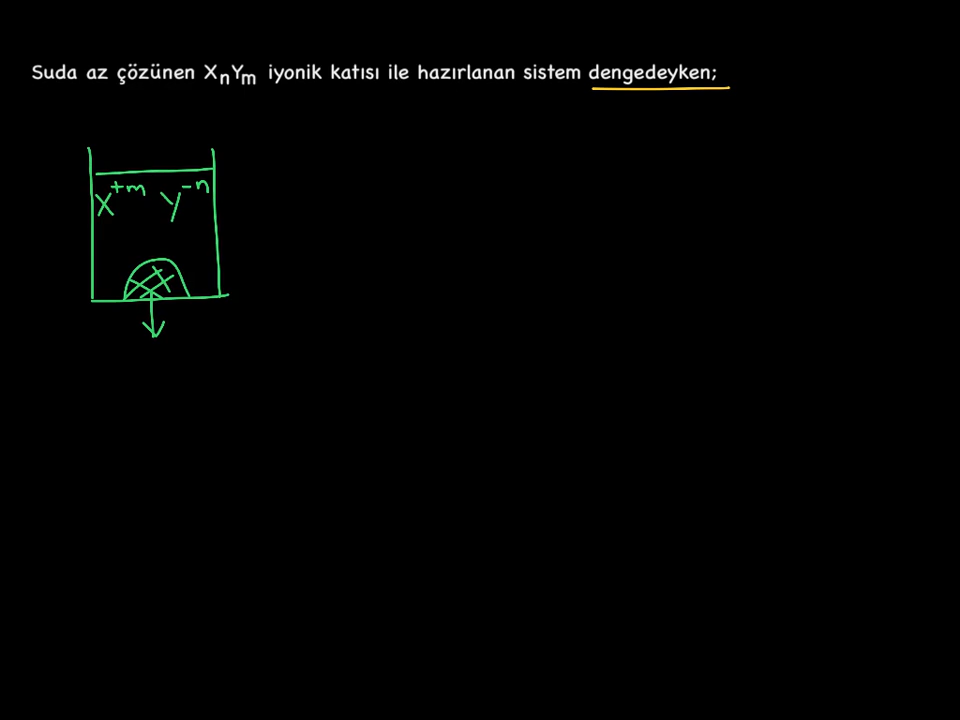 Suda az çözünen XnYm iyonik katısı ile hazırlanan sistem dengedeyken;
X+m Y-n